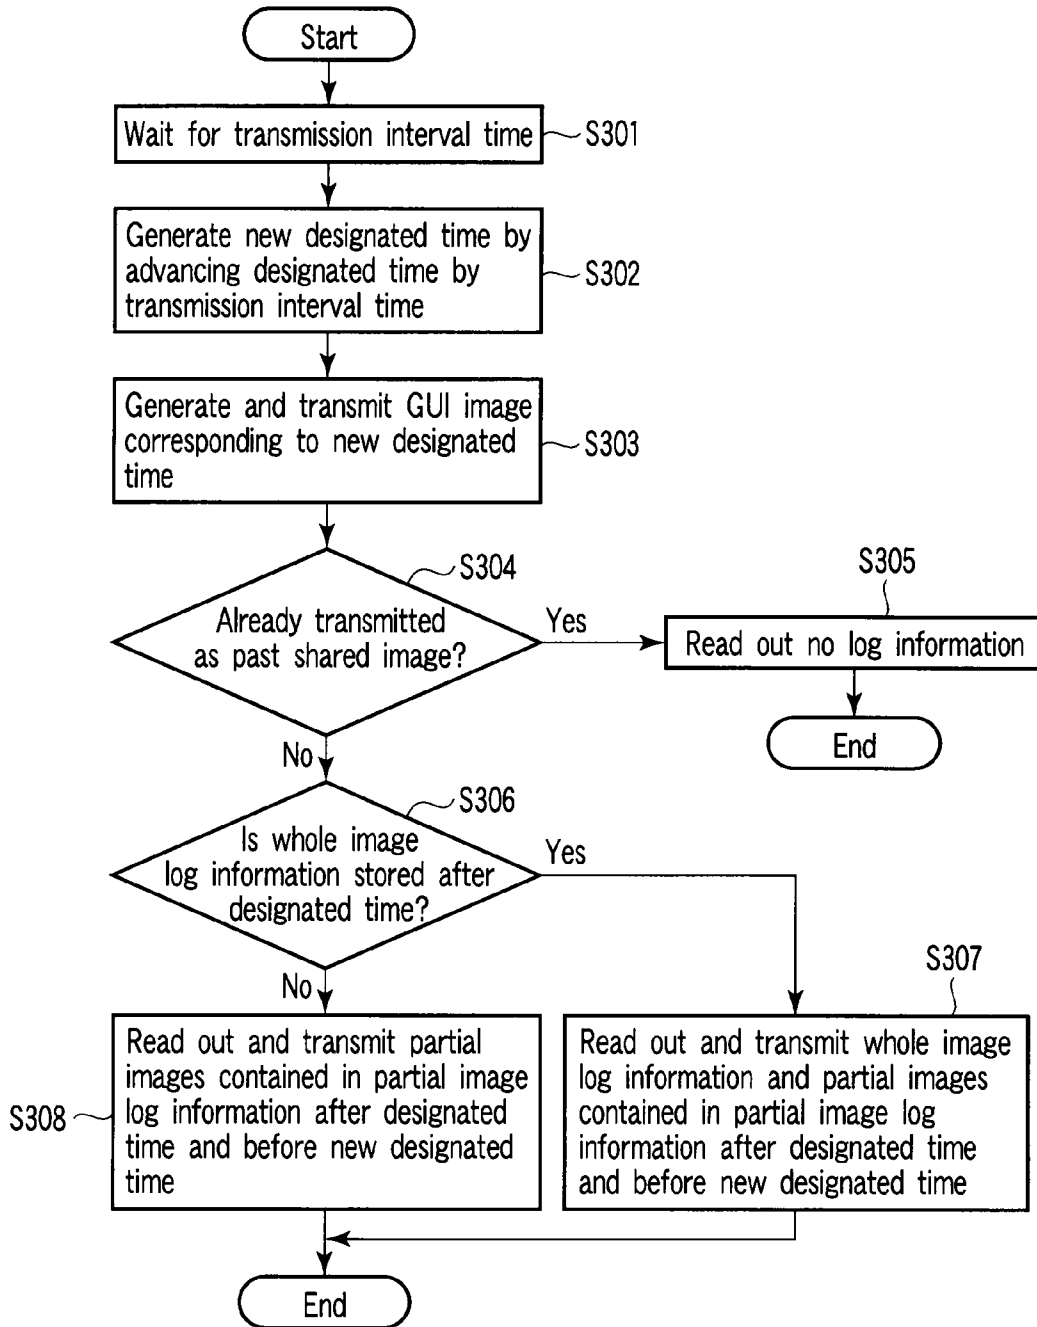 Start
Wait for transmission interval time
S301
Generate new designated time by
advancing designated time by
transmission interval time
S302
Generate and transmit GUI image
corresponding to new designated
time
S303
S304
Already transmitted
as past shared image?
Yes
S305
Read out no log information
End
No
S306
Is whole image
log information stored after
designated time?
Yes
No
S307
Read out and transmit whole image
log information and partial images
contained in partial image log
information after designated time
and before new designated time
S308
Read out and transmit partial
images contained in partial image
log information after designated
time and before new designated
time
End